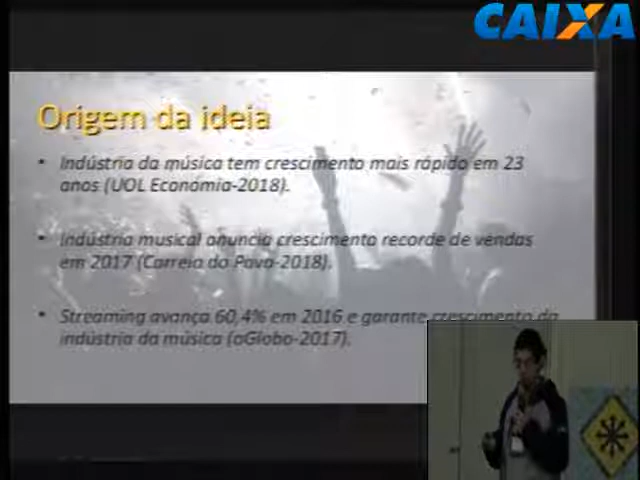 CAIXA
Origem da ideia
• Indústria da música tem crescimento mais rápido em 23
anos (UOL Economia-2018).
• Indústria musical anuncia crescimento recorde de vendas
em 2017 (Correio do Povo-2018).
• Streaming avança 60,4% em 2016 e garante crescimento da
indústria da música (oGlobo-2017).